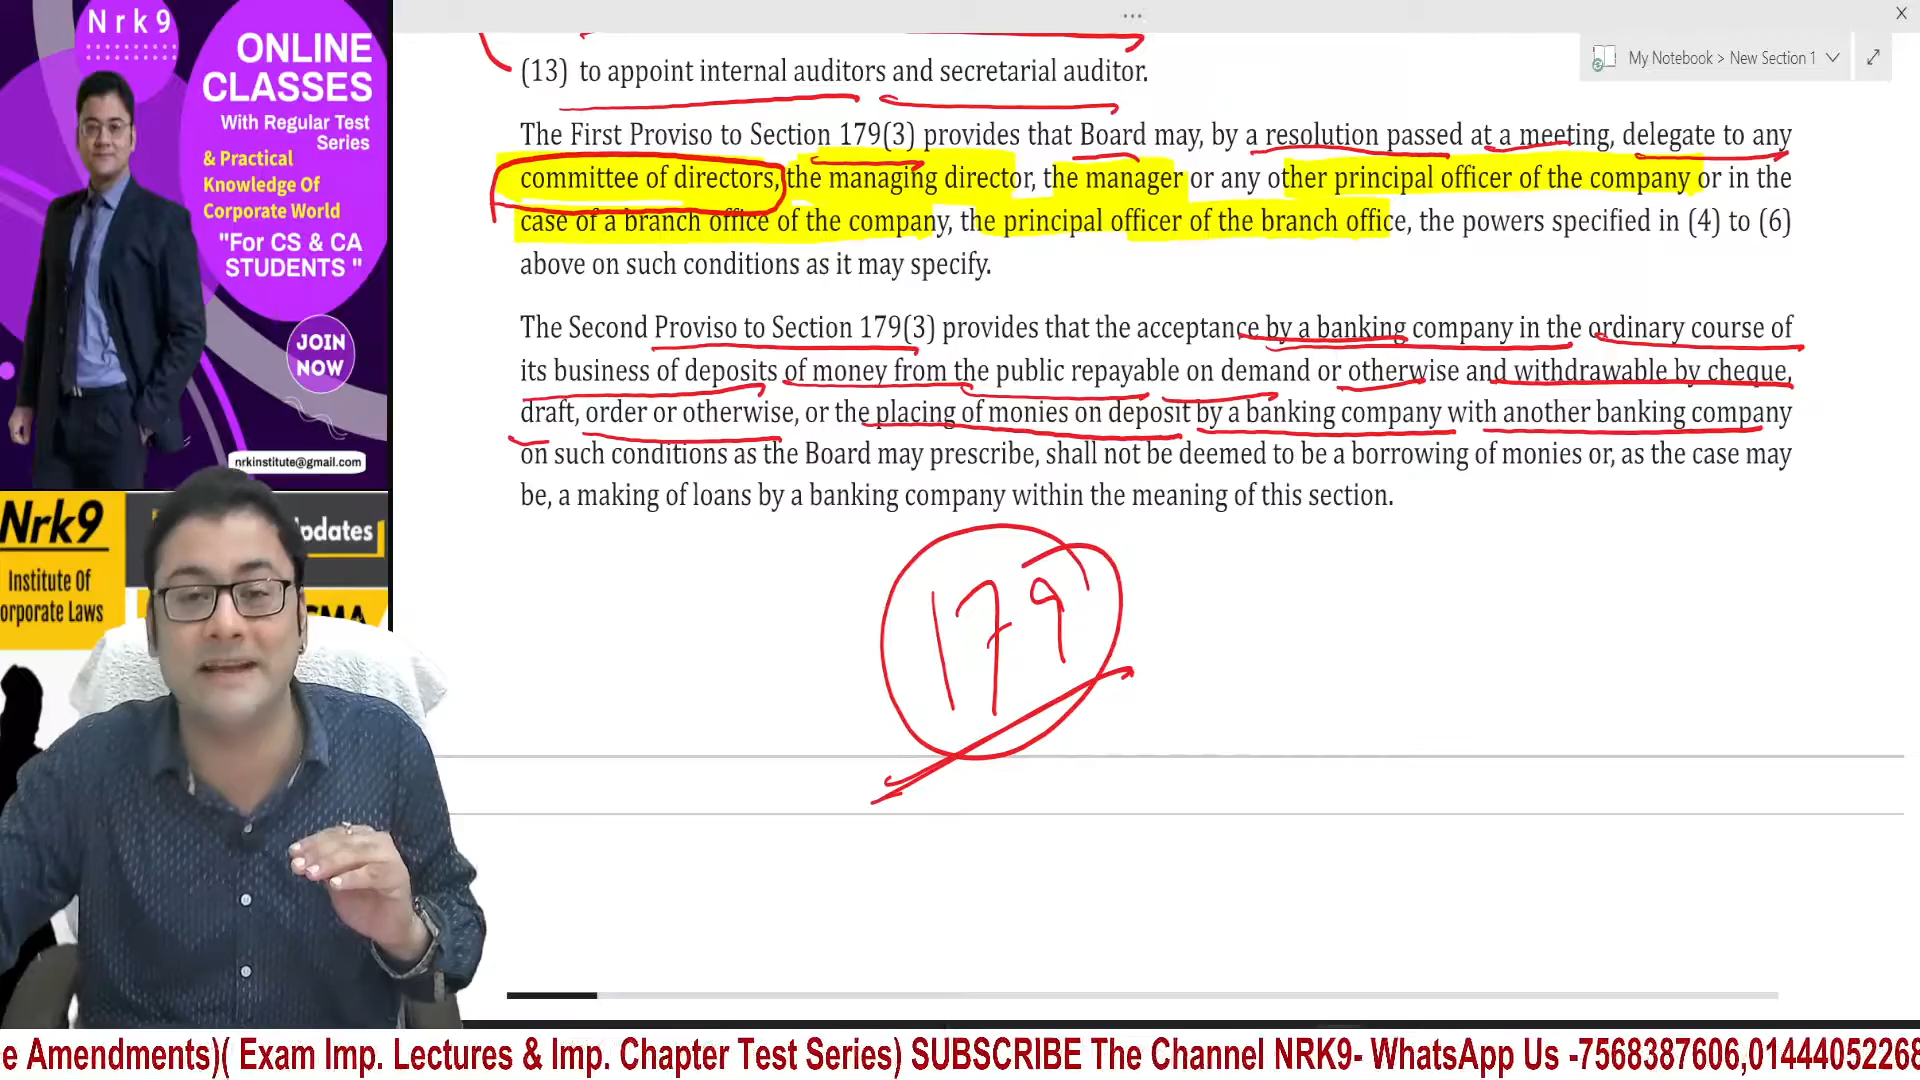 Nrk9
ONLINE
CLASSES
With Regular Test
Series
& Practical
Knowledge Of
Corporate World
"For CS & CA
STUDENTS "
JOIN
NOW
nrkinstitute@gmail.com
Nrk9
pdates
Institute Of
orporate Laws
My Notebook > New Section 1
(13) to appoint internal auditors and secretarial auditor.
The First Proviso to Section 179(3) provides that Board may, by a resolution passed at a meeting, delegate to any
committee of directors, the managing director, the manager or any other principal officer of the company or in the
case of a branch office of the company, the principal officer of the branch office, the powers specified in (4) to (6)
above on such conditions as it may specify.
The Second Proviso to Section 179(3) provides that the acceptance by a banking company in the ordinary course of
its business of deposits of money from the public repayable on demand or otherwise and withdrawable by cheque,
draft, order or otherwise, or the placing of monies on deposit by a banking company with another banking company
on such conditions as the Board may prescribe, shall not be deemed to be a borrowing of monies or, as the case may
be, a making of loans by a banking company within the meaning of this section.
179
e Amendments)( Exam Imp. Lectures & Imp. Chapter Test Series) SUBSCRIBE The Channel NRK9- WhatsApp Us -7568387606,01444052268